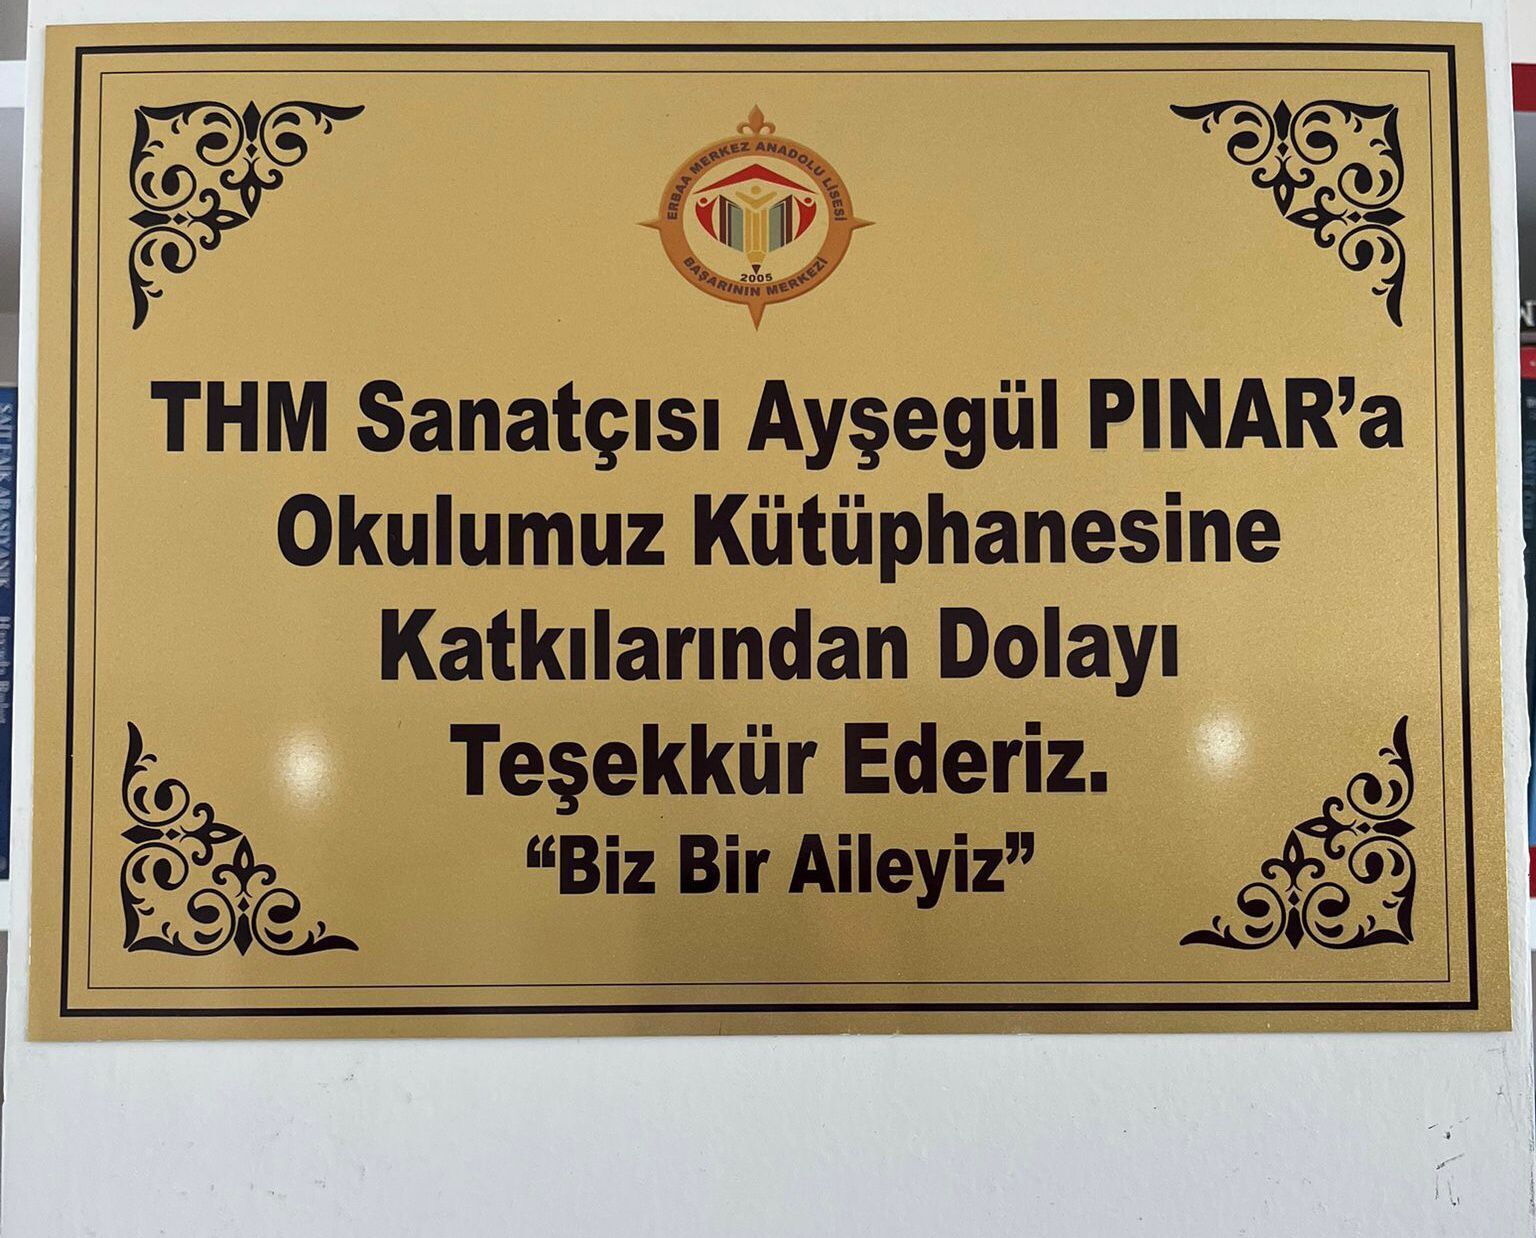 ERBAA MERKEZ ANADOLU LİSESİ
2005
BAŞARININ MERKEZİ
THM Sanatçısı Ayşegül PINAR’a
Okulumuz Kütüphanesine
Katkılarından Dolayı
Teşekkür Ederiz.
“Biz Bir Aileyiz”